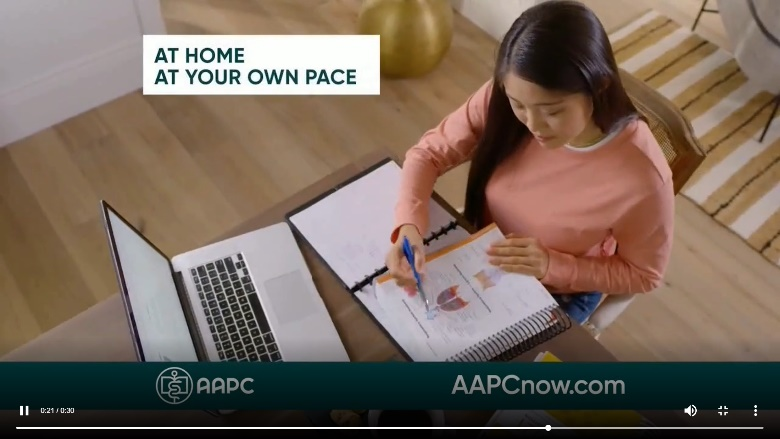 AT HOME
AT YOUR OWN PACE
AAPC
AAPCnow.com
0:21 / 0:30